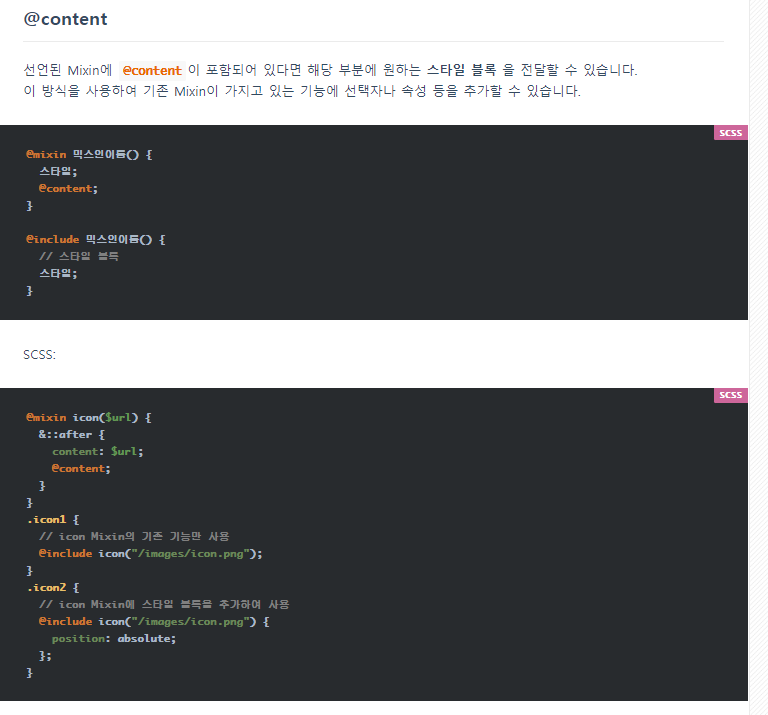 @content
선언된 Mixin에 @content 이 포함되어 있다면 해당 부분에 원하는 스타일 블록 을 전달할 수 있습니다.
이 방식을 사용하여 기존 Mixin이 가지고 있는 기능에 선택자나 속성 등을 추가할 수 있습니다.
SCSS
@mixin 믹스인이름() {
  스타일;
  @content;
}
@include 믹스인이름() {
  // 스타일 블록
  스타일;
}
SCSS:
SCSS
@mixin icon($url) {
  &::after {
    content: $url;
    @content;
  }
}
.icon1 {
  // icon Mixin의 기존 기능만 사용
  @include icon("/images/icon.png");
}
.icon2 {
  // icon Mixin에 스타일 블록을 추가하여 사용
  @include icon("/images/icon.png") {
    position: absolute;
  };
}